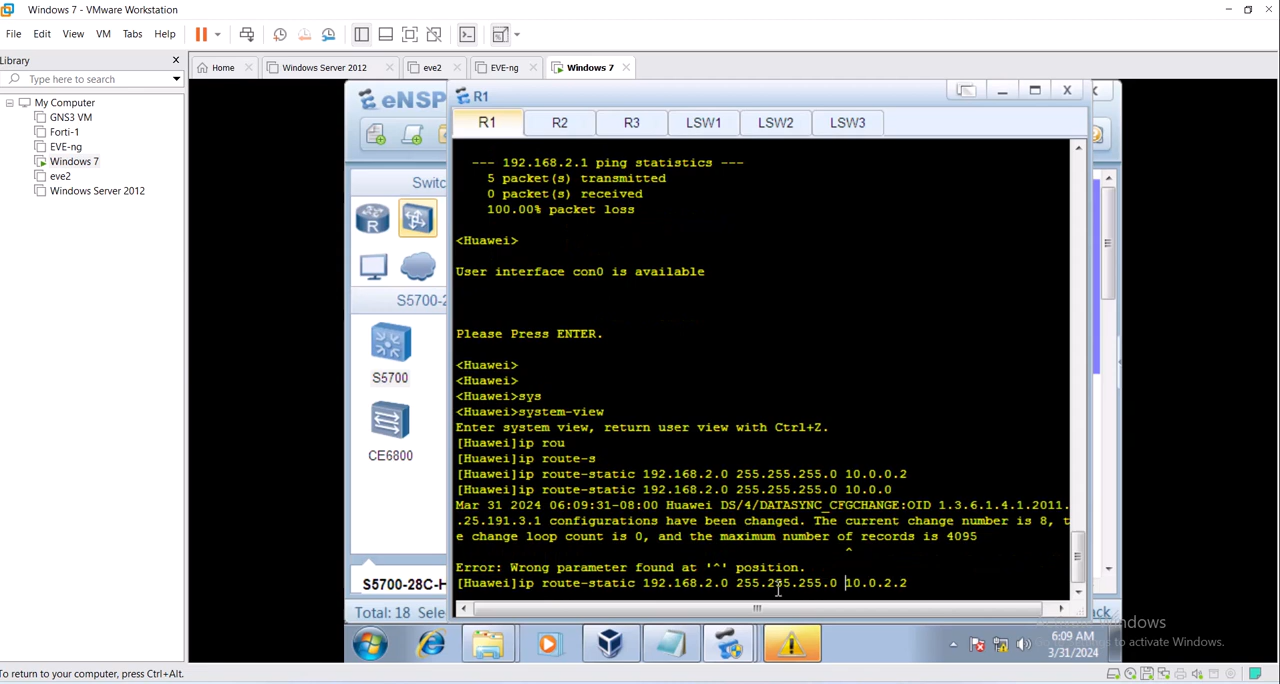 Windows 7 - VMware Workstation
File Edit View VM Tabs Help
Library
Type here to search
My Computer
GNS3 VM
Forti-1
EVE-ng
Windows 7
eve2
Windows Server 2012
Home
Windows Server 2012
eve2
EVE-ng
Windows 7
eNSP
R1
R1 R2 R3 LSW1 LSW2 LSW3
Switc
R
S5700-2
S5700
CE6800
S5700-28C-H
Total: 18 Selecte
--- 192.168.2.1 ping statistics ---
5 packet(s) transmitted
0 packet(s) received
100.00% packet loss
<Huawei>
User interface con0 is available
Please Press ENTER.
<Huawei>
<Huawei>
<Huawei>sys
<Huawei>system-view
Enter system view, return user view with Ctrl+Z.
[Huawei]ip rou
[Huawei]ip route-s
[Huawei]ip route-static 192.168.2.0 255.255.255.0 10.0.0.2
[Huawei]ip route-static 192.168.2.0 255.255.255.0 10.0.0
Mar 31 2024 06:09:31-08:00 Huawei DS/4/DATASYNC_CFGCHANGE:OID 1.3.6.1.4.1.2011.
.25.191.3.1 configurations have been changed. The current change number is 8, t
e change loop count is 0, and the maximum number of records is 4095
^
Error: Wrong parameter found at '^' position.
[Huawei]ip route-static 192.168.2.0 255.255.255.0 10.0.2.2
to activate Windows.
6:09 AM
3/31/2024
To return to your computer, press Ctrl+Alt.